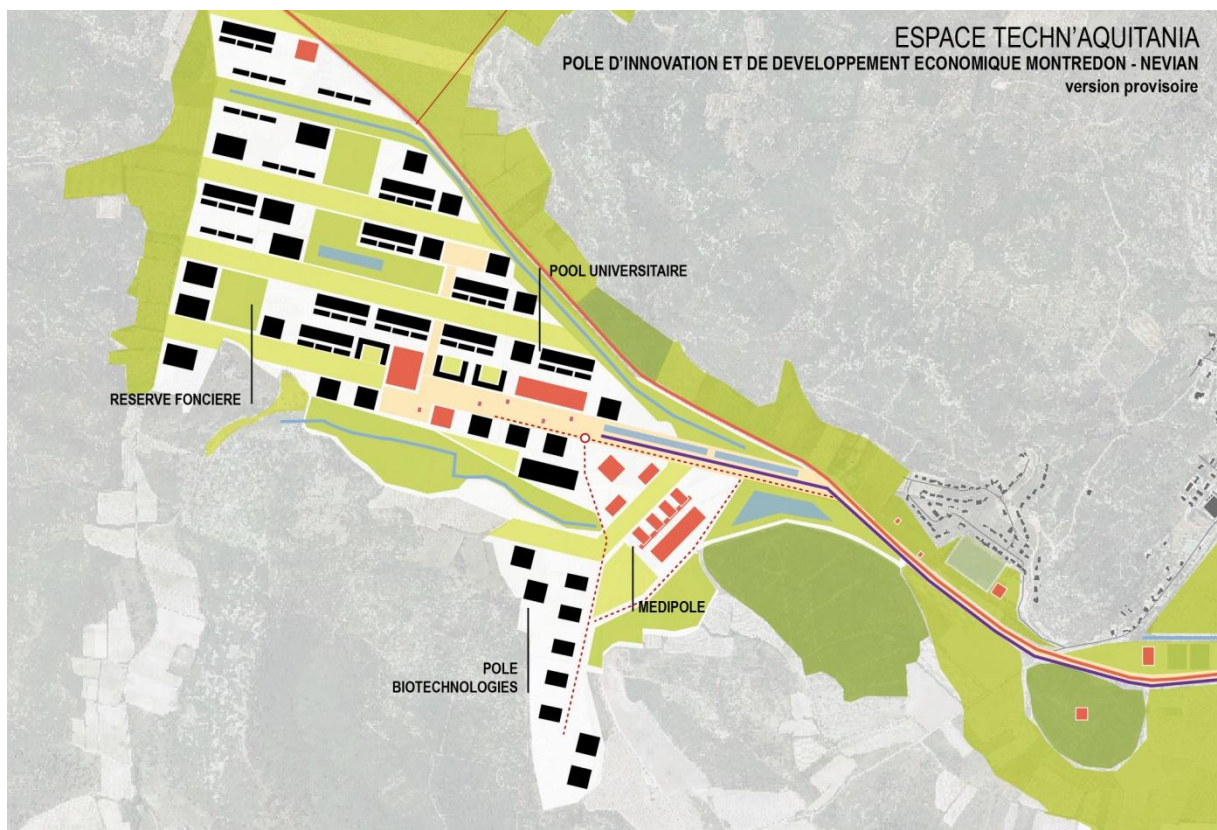 ESPACE TECHN'AQUITANIA
POLE D'INNOVATION ET DE DEVELOPPEMENT ECONOMIQUE MONTREDON - NEVIAN
version provisoire
POOL UNIVERSITAIRE
RESERVE FONCIERE
MEDIPOLE
POLE
BIOTECHNOLOGIES